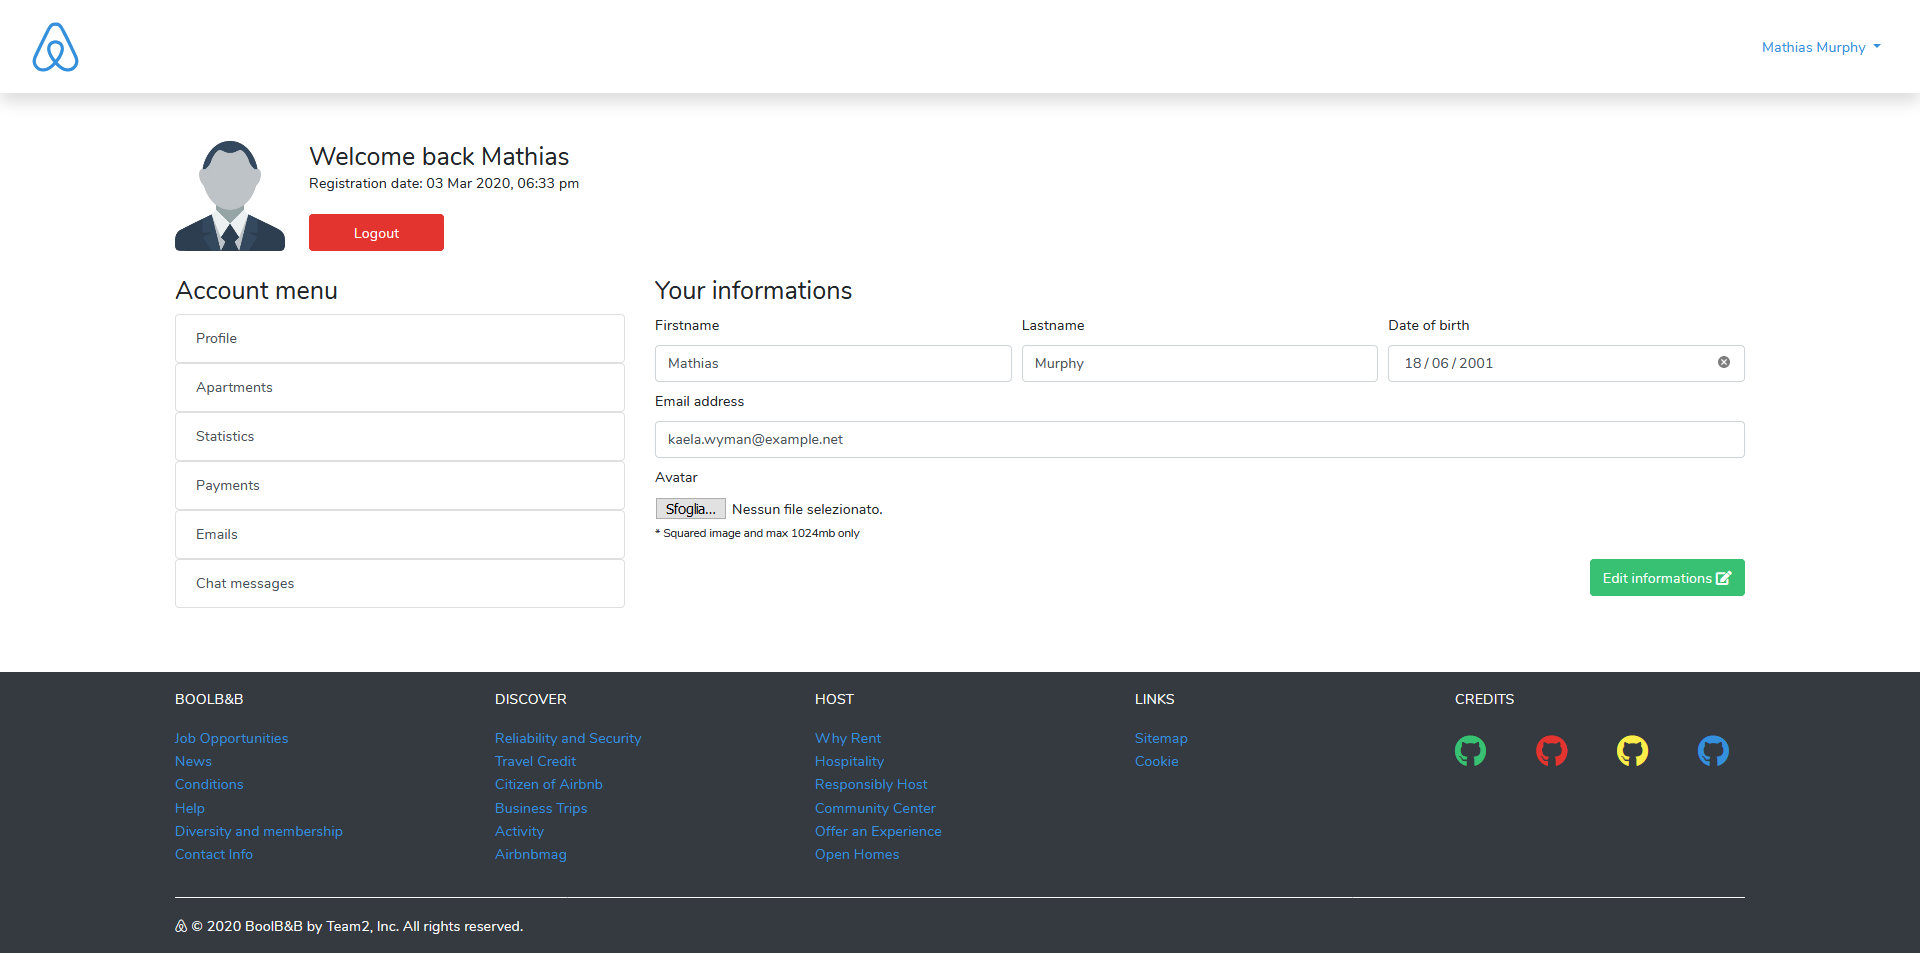 Mathias Murphy
Welcome back Mathias
Registration date: 03 Mar 2020, 06:33 pm
Logout
Account menu
Profile
Apartments
Statistics
Payments
Emails
Chat messages
Your informations
Firstname Lastname Date of birth
Mathias Murphy 18 / 06 / 2001
Email address
kaela.wyman@example.net
Avatar
Sfoglia... Nessun file selezionato.
* Squared image and max 1024mb only
Edit informations
BOOLB&B
Job Opportunities
News
Conditions
Help
Diversity and membership
Contact Info
DISCOVER
Reliability and Security
Travel Credit
Citizen of Airbnb
Business Trips
Activity
Airbnbmag
HOST
Why Rent
Hospitality
Responsibly Host
Community Center
Offer an Experience
Open Homes
LINKS
Sitemap
Cookie
CREDITS
© 2020 BoolB&B by Team2, Inc. All rights reserved.